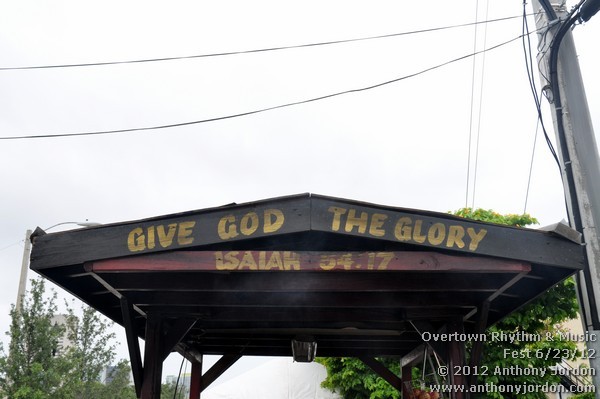 GIVE GOD THE GLORY
ISAIAH 54:17
Overtown Rhythm & Music
Fest 6/23/12
© 2012 Anthony Jordon
www.anthonyjordon.com